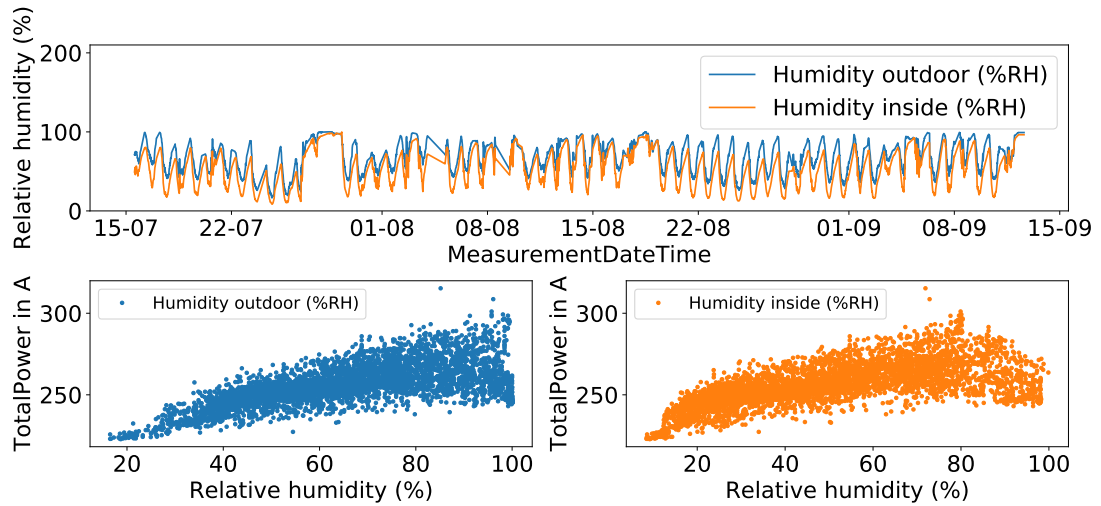 Relative humidity (%)
200
100
0
Humidity outdoor (%RH)
Humidity inside (%RH)
15-07 22-07 01-08 08-08 15-08 22-08 01-09 08-09 15-09
MeasurementDateTime
TotalPower in A
300
250
Humidity outdoor (%RH)
20 40 60 80 100
Relative humidity (%)
TotalPower in A
300
250
Humidity inside (%RH)
20 40 60 80 100
Relative humidity (%)